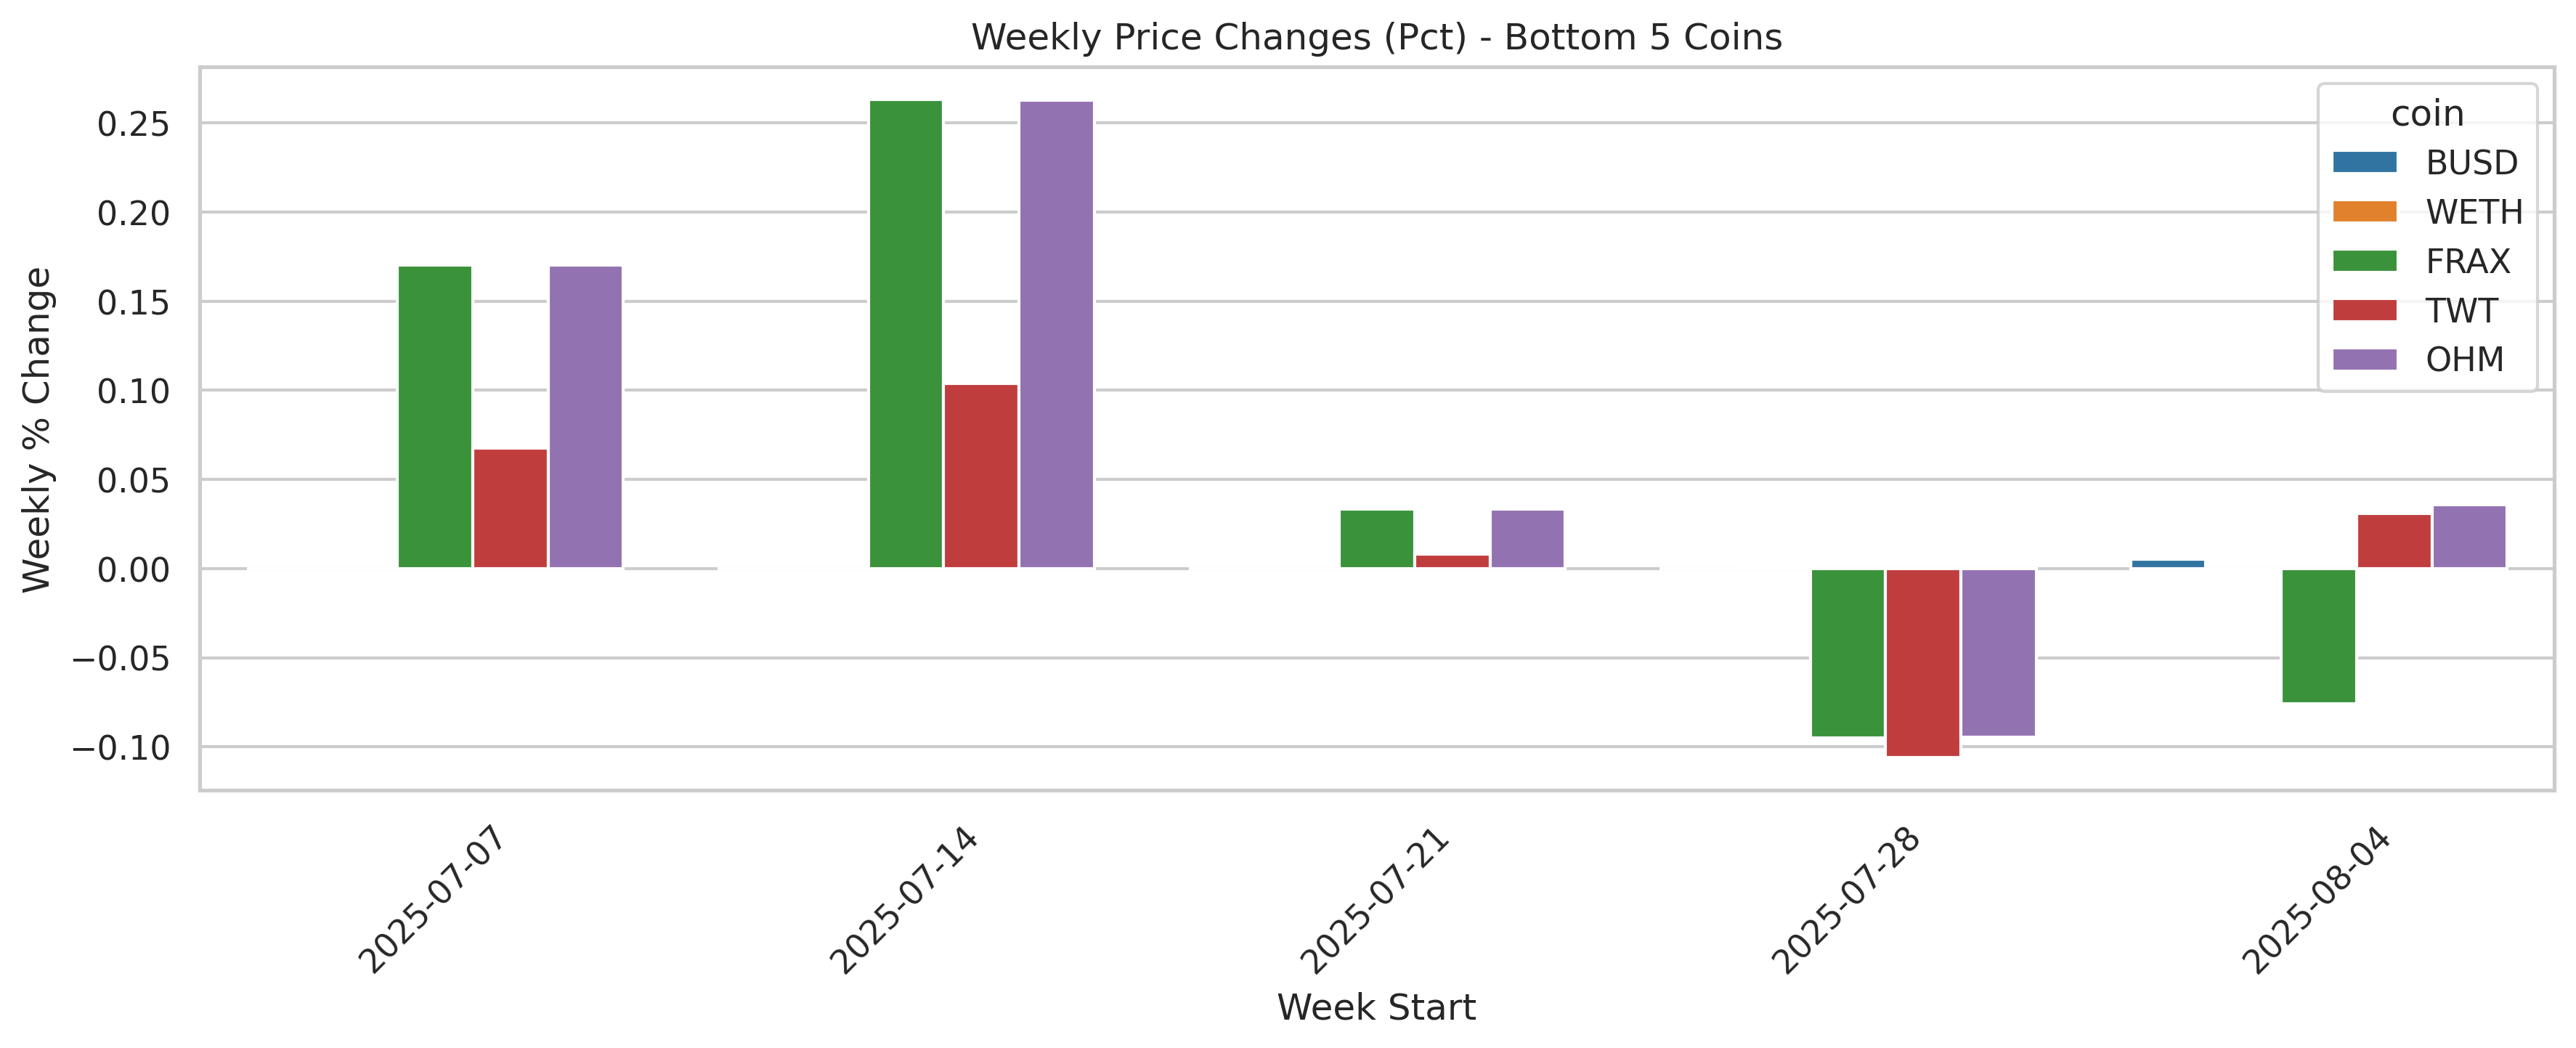 Weekly Price Changes (Pct) - Bottom 5 Coins
Weekly % Change
0.25
0.20
0.15
0.10
0.05
0.00
−0.05
−0.10
coin
BUSD
WETH
FRAX
TWT
OHM
2025-07-07
2025-07-14
2025-07-21
2025-07-28
2025-08-04
Week Start